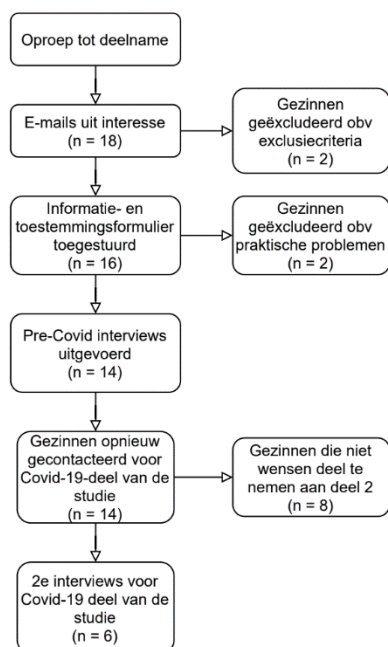 Oproep tot deelname
E-mails uit interesse
(n = 18)
Gezinnen
geëxcludeerd obv
exclusiecriteria
(n = 2)
Informatie- en
toestemmingsformulier
toegestuurd
(n = 16)
Gezinnen
geëxcludeerd obv
praktische problemen
(n = 2)
Pre-Covid interviews
uitgevoerd
(n = 14)
Gezinnen opnieuw
gecontacteerd voor
Covid-19-deel van de
studie
(n = 14)
Gezinnen die niet
wensen deel te
nemen aan deel 2
(n = 8)
2e interviews voor
Covid-19 deel van de
studie
(n = 6)